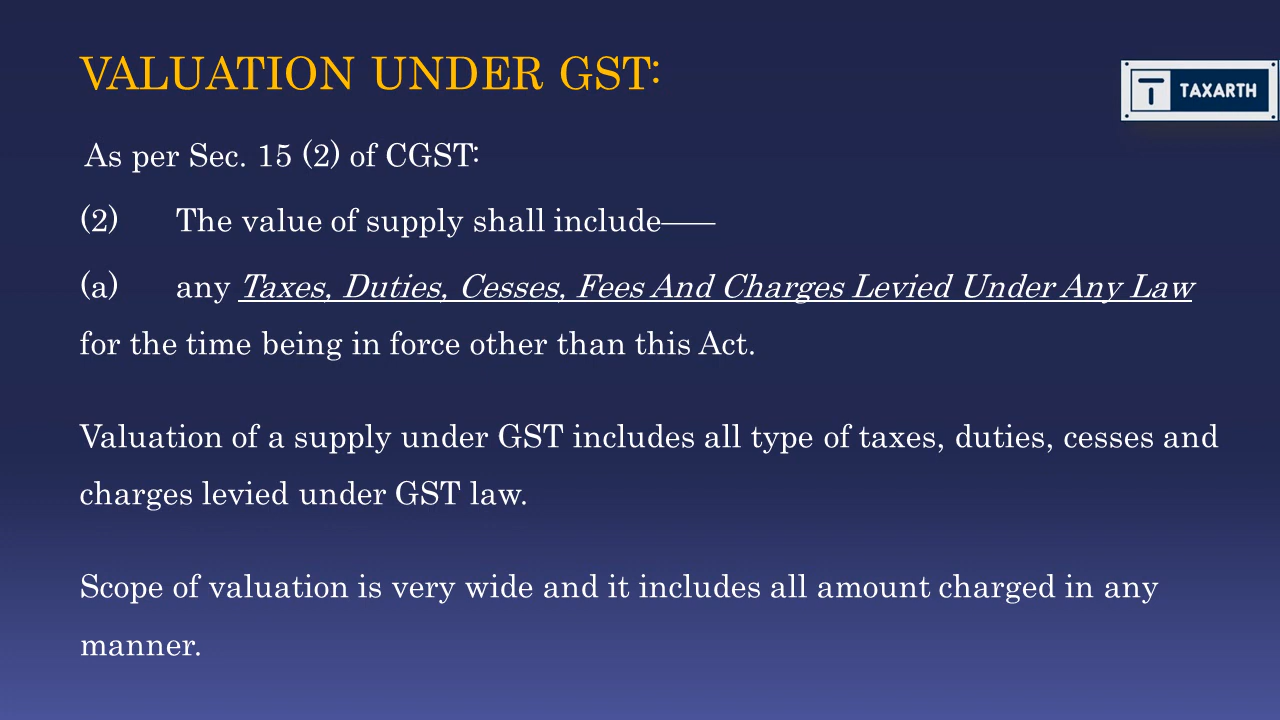 VALUATION UNDER GST:
TAXARTH
As per Sec. 15 (2) of CGST:
(2) The value of supply shall include——
(a) any Taxes, Duties, Cesses, Fees And Charges Levied Under Any Law
for the time being in force other than this Act.
Valuation of a supply under GST includes all type of taxes, duties, cesses and
charges levied under GST law.
Scope of valuation is very wide and it includes all amount charged in any
manner.